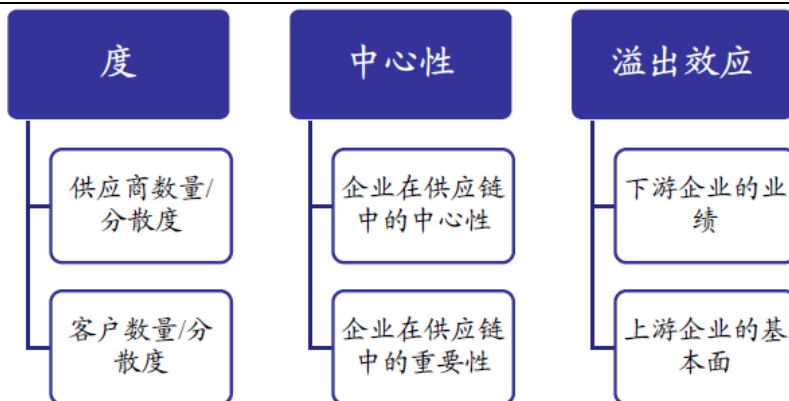 度
供应商数量/
分散度
客户数量/分
散度
中心性
企业在供应链
中的中心性
企业在供应链
中的重要性
溢出效应
下游企业的业
绩
上游企业的基
本面